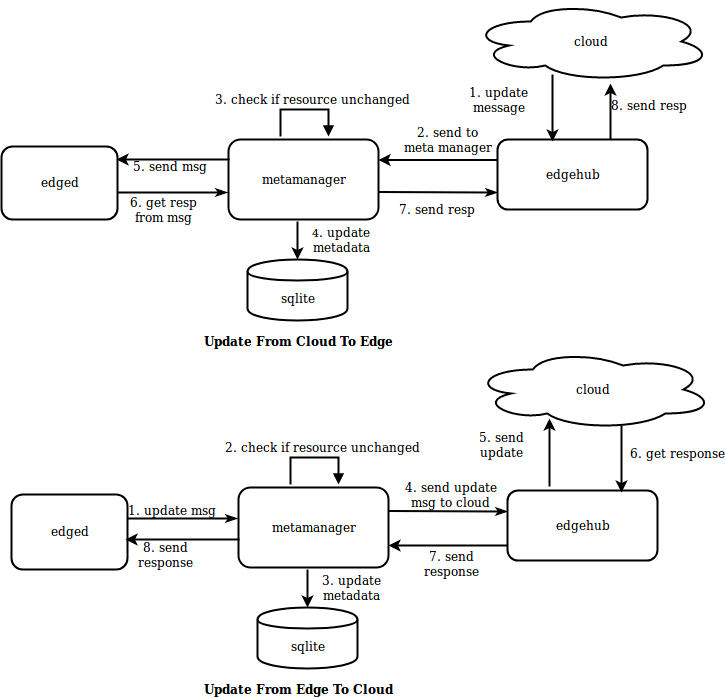 cloud
3. check if resource unchanged
1. update
message
8. send resp
2. send to
meta manager
5. send msg
edged
metamanager
edgehub
6. get resp
from msg
7. send resp
4. update
metadata
sqlite
Update From Cloud To Edge
cloud
2. check if resource unchanged
5. send
update
6. get response
4. send update
msg to cloud
1. update msg
edged
metamanager
edgehub
8. send
response
7. send
response
3. update
metadata
sqlite
Update From Edge To Cloud